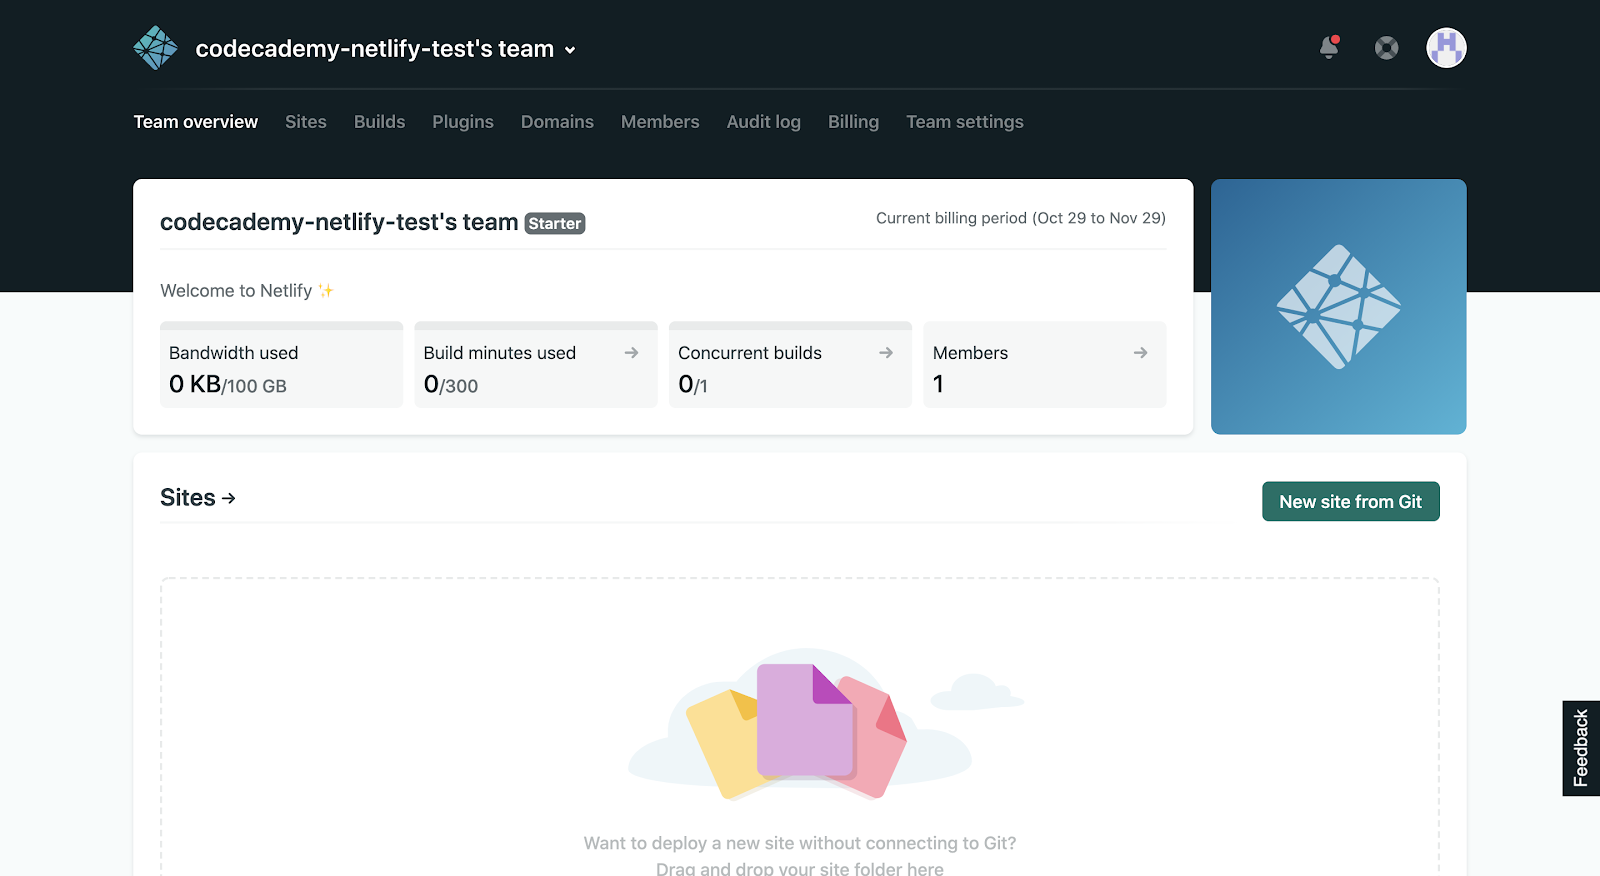 codecademy-netlify-test's team
Team overview Sites Builds Plugins Domains Members Audit log Billing Team settings
codecademy-netlify-test's team Starter
Current billing period (Oct 29 to Nov 29)
Welcome to Netlify ✨
Bandwidth used
0 KB/100 GB
Build minutes used →
0/300
Concurrent builds →
0/1
Members →
1
Sites →
New site from Git
Want to deploy a new site without connecting to Git?
Drag and drop your site folder here
Feedback